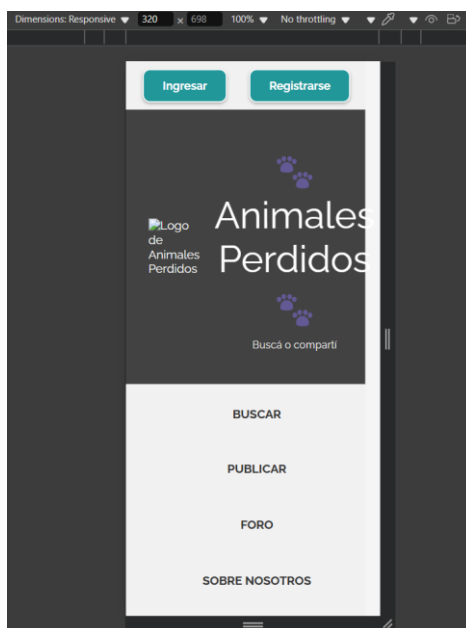 Dimensions: Responsive 320 x 698 100% No throttling
Ingresar Registrarse
Logo
de
Animales
Perdidos
Animales
Perdidos
Buscá o compartí
BUSCAR
PUBLICAR
FORO
SOBRE NOSOTROS